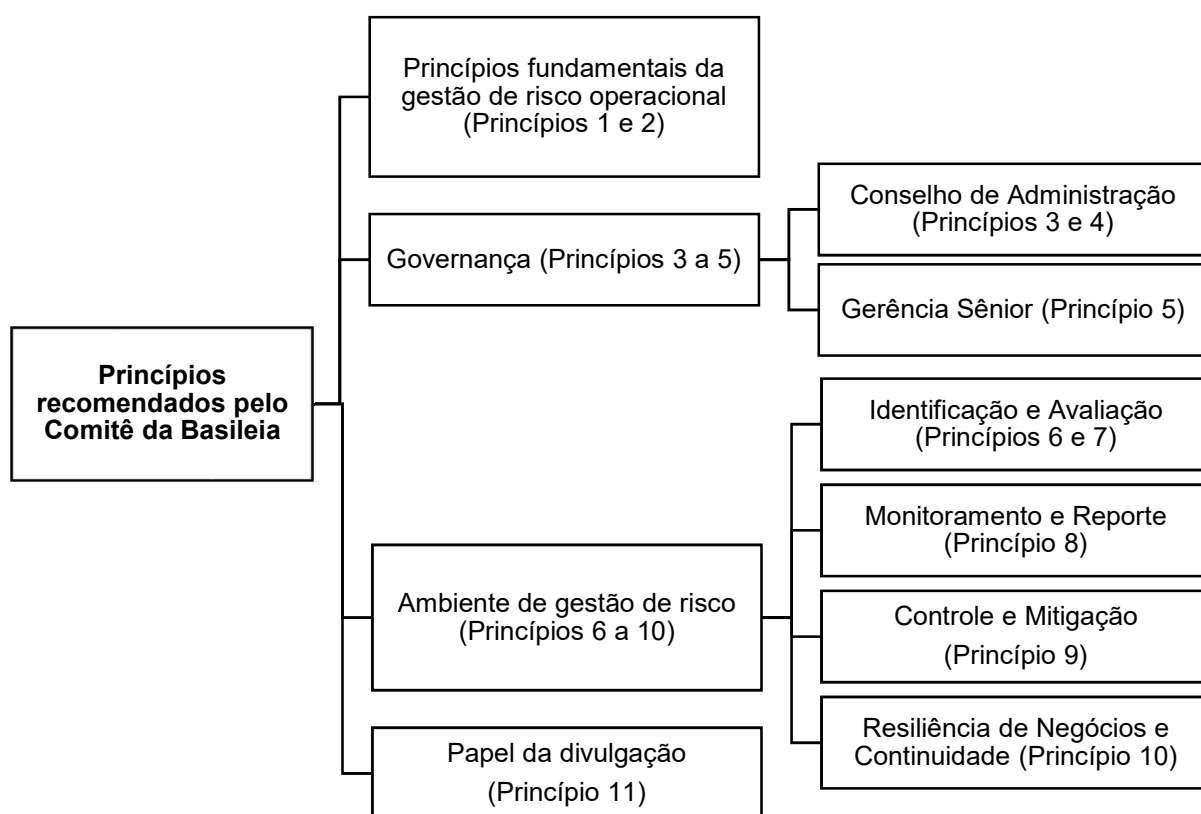 Princípios
recomendados pelo
Comitê da Basileia
Princípios fundamentais da
gestão de risco operacional
(Princípios 1 e 2)
Governança (Princípios 3 a 5)
Conselho de Administração
(Princípios 3 e 4)
Gerência Sênior (Princípio 5)
Ambiente de gestão de risco
(Princípios 6 a 10)
Identificação e Avaliação
(Princípios 6 e 7)
Monitoramento e Reporte
(Princípio 8)
Controle e Mitigação
(Princípio 9)
Resiliência de Negócios e
Continuidade (Princípio 10)
Papel da divulgação
(Princípio 11)